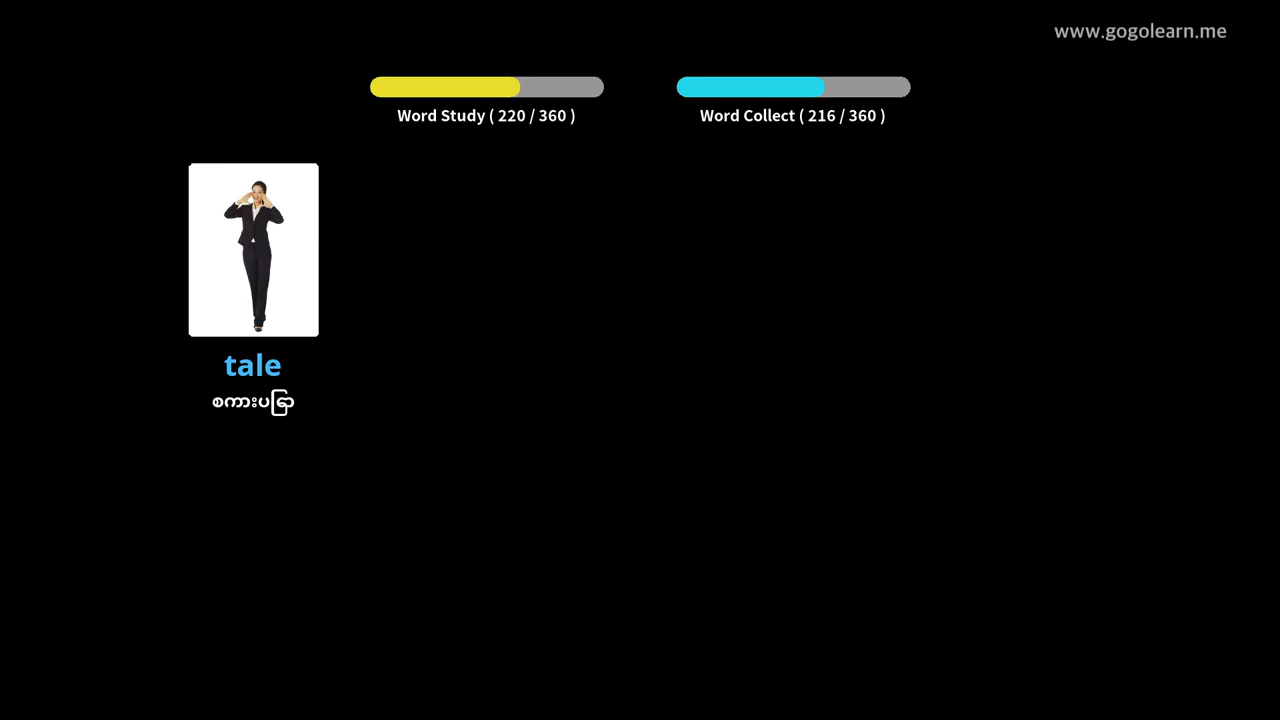 www.gogolearn.me
Word Study ( 220 / 360 )
Word Collect ( 216 / 360 )
tale
စကားပြော